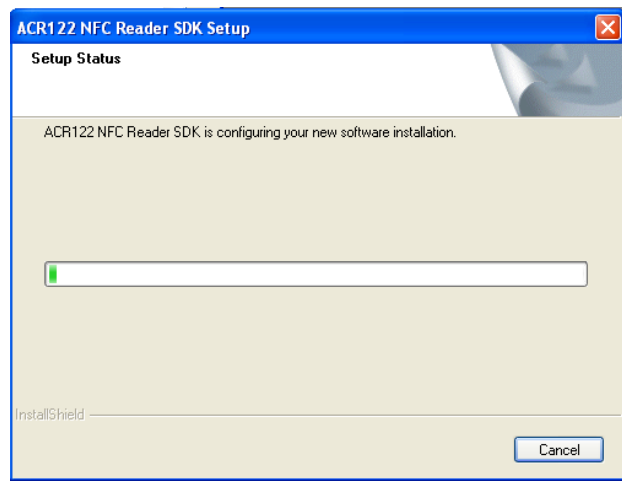 ACR122 NFC Reader SDK Setup
Setup Status
ACR122 NFC Reader SDK is configuring your new software installation.
InstallShield
Cancel